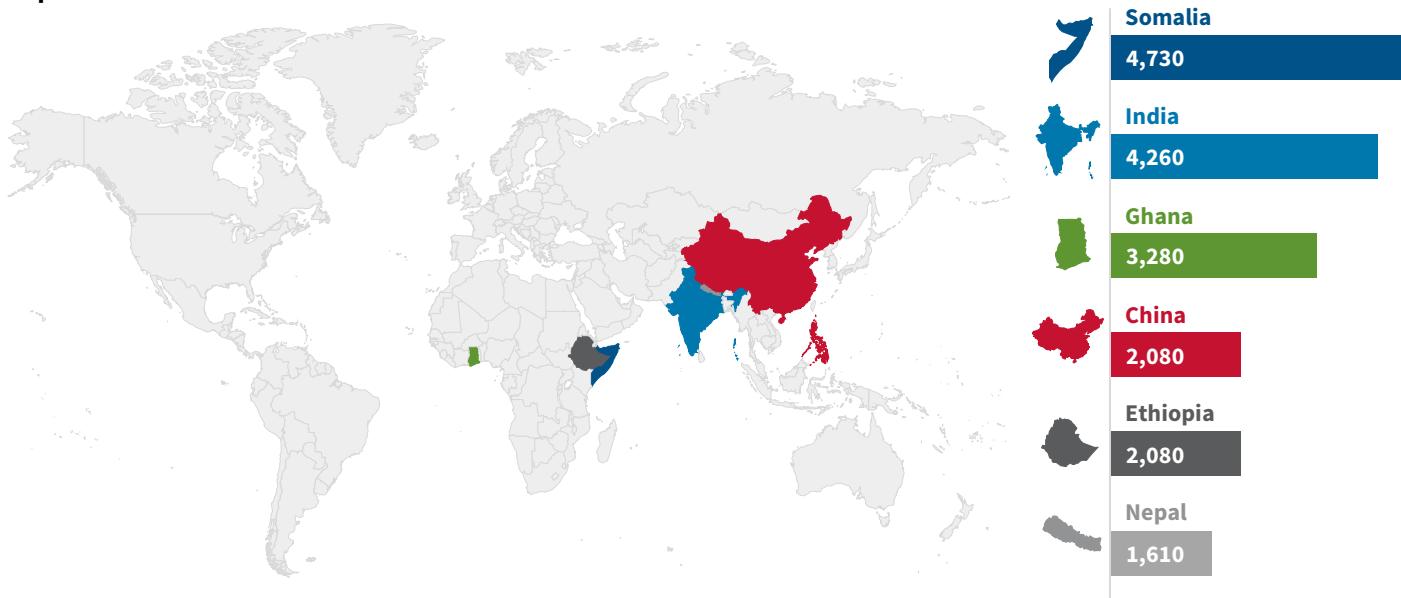 Somalia
4,730
India
4,260
Ghana
3,280
China
2,080
Ethiopia
2,080
Nepal
1,610